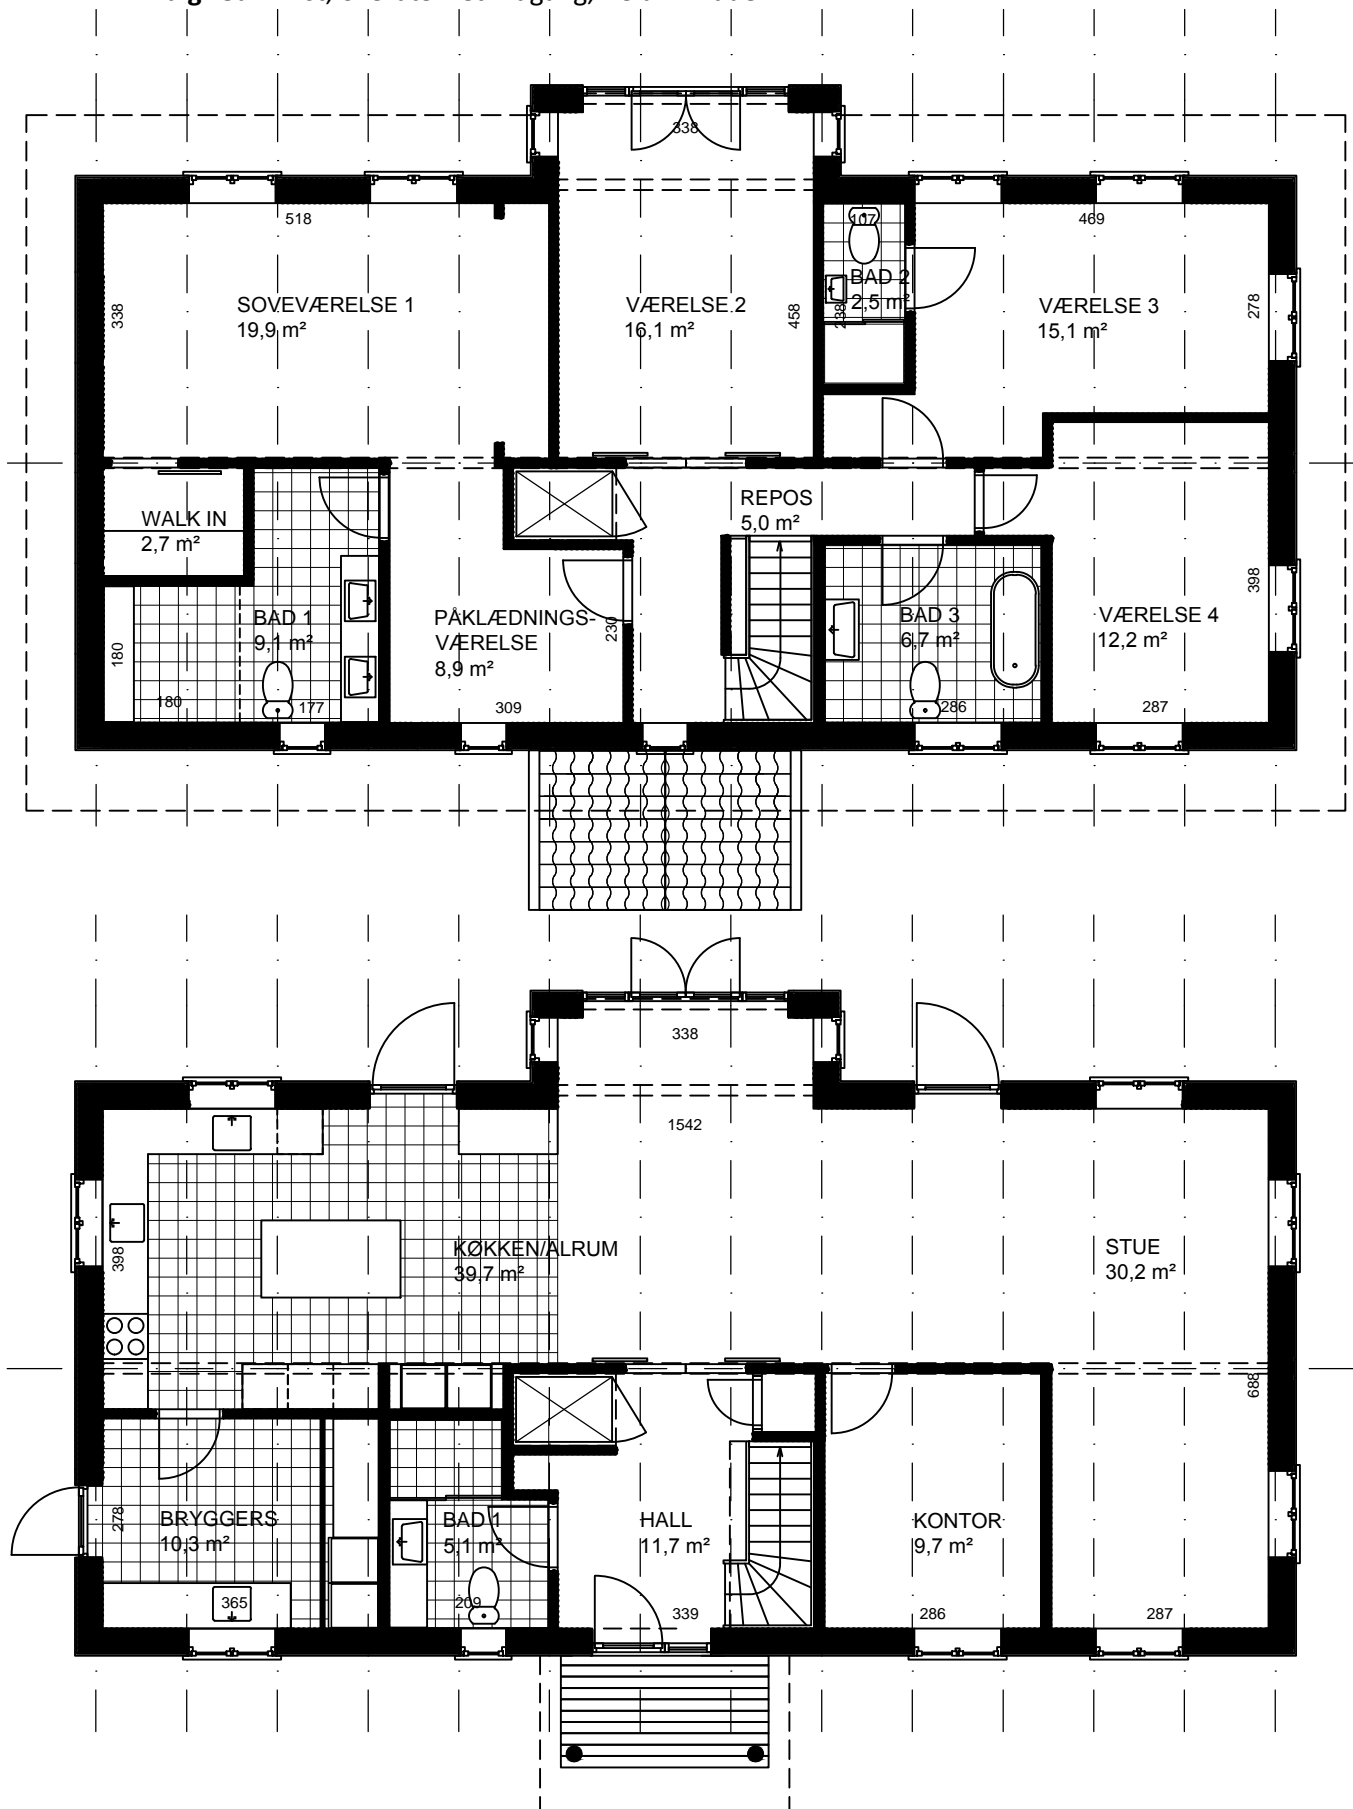 338
518
107
469
SOVEVÆRELSE 1
19,9 m²
338
VÆRELSE 2
16,1 m²
458
BAD 2
2,5 m²
238
VÆRELSE 3
15,1 m²
278
WALK IN
2,7 m²
REPOS
5,0 m²
BAD 1
9,1 m²
180
180
177
PÅKLÆDNINGS-
VÆRELSE
8,9 m²
230
309
BAD 3
6,7 m²
286
VÆRELSE 4
12,2 m²
398
287
338
1542
KØKKEN/ALRUM
39,7 m²
398
STUE
30,2 m²
688
BRYGGERS
10,3 m²
278
365
BAD 1
5,1 m²
209
HALL
11,7 m²
339
KONTOR
9,7 m²
286
287